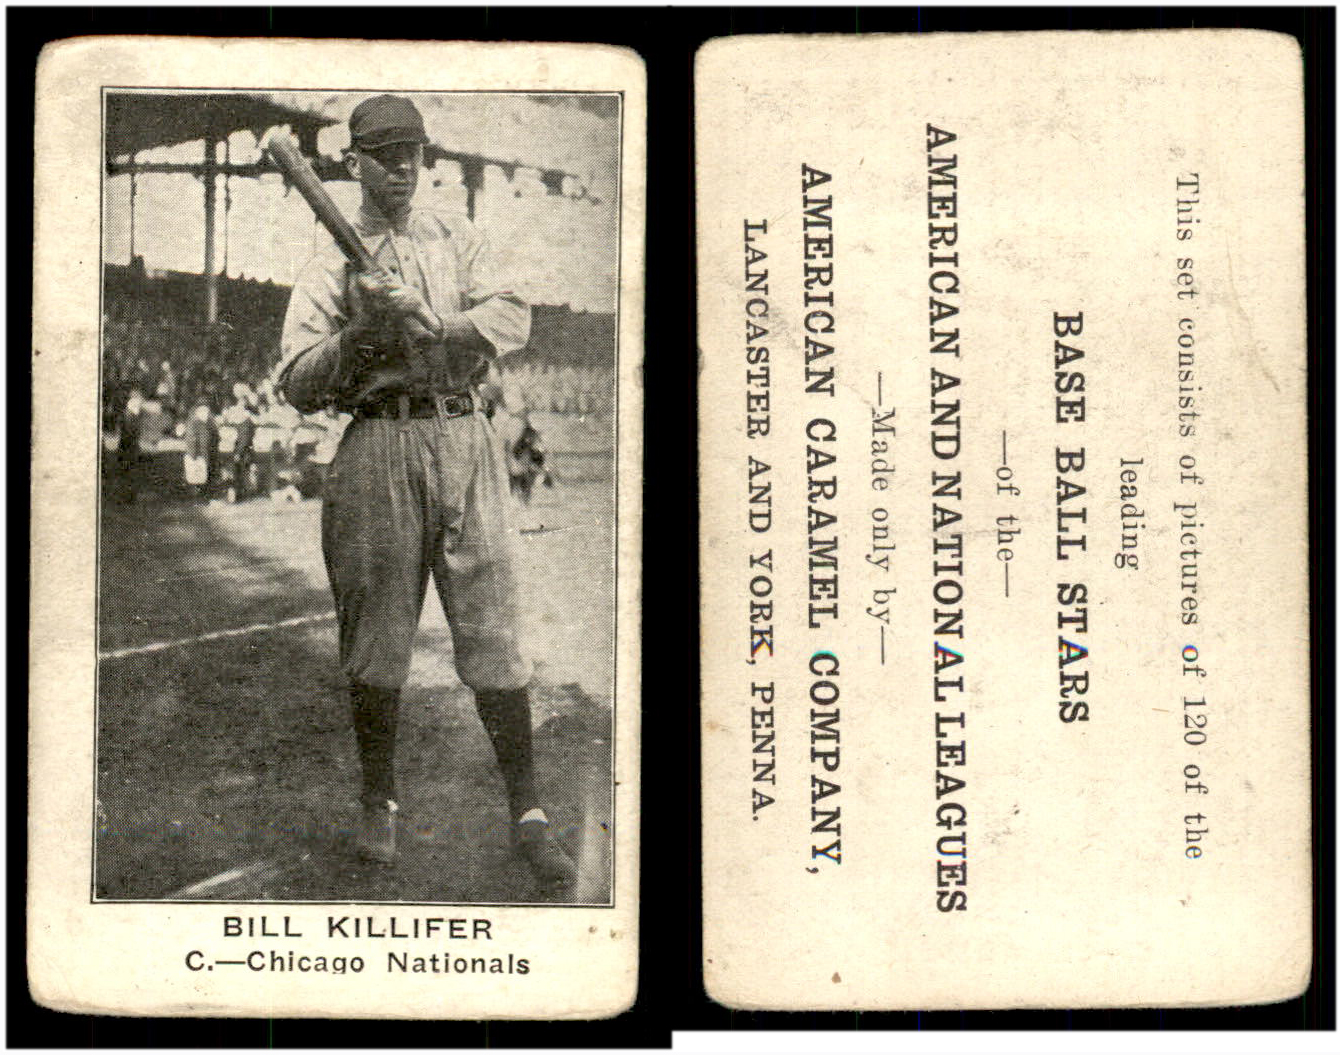 BILL KILLIFER
C.—Chicago Nationals
This set consists of pictures of 120 of the
leading
BASE BALL STARS
—of the—
AMERICAN AND NATIONAL LEAGUES
—Made only by—
AMERICAN CARAMEL COMPANY,
LANCASTER AND YORK, PENNA.